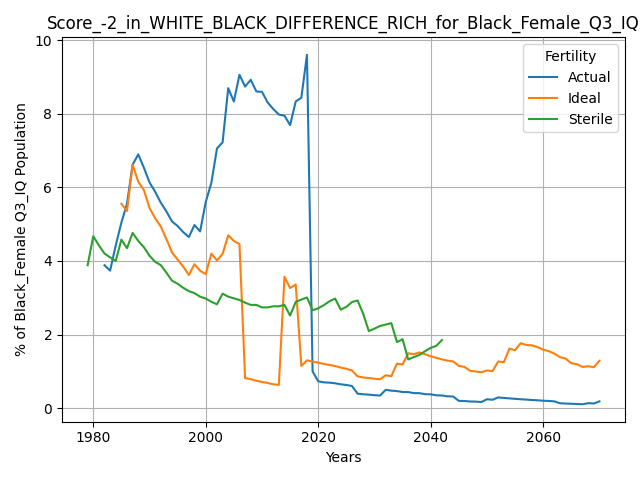 Score_-2_in_WHITE_BLACK_DIFFERENCE_RICH_for_Black_Female_Q3_IQ
% of Black_Female Q3_IQ Population
10
8
6
4
2
0
Fertility
Actual
Ideal
Sterile
1980
2000
2020
2040
2060
Years